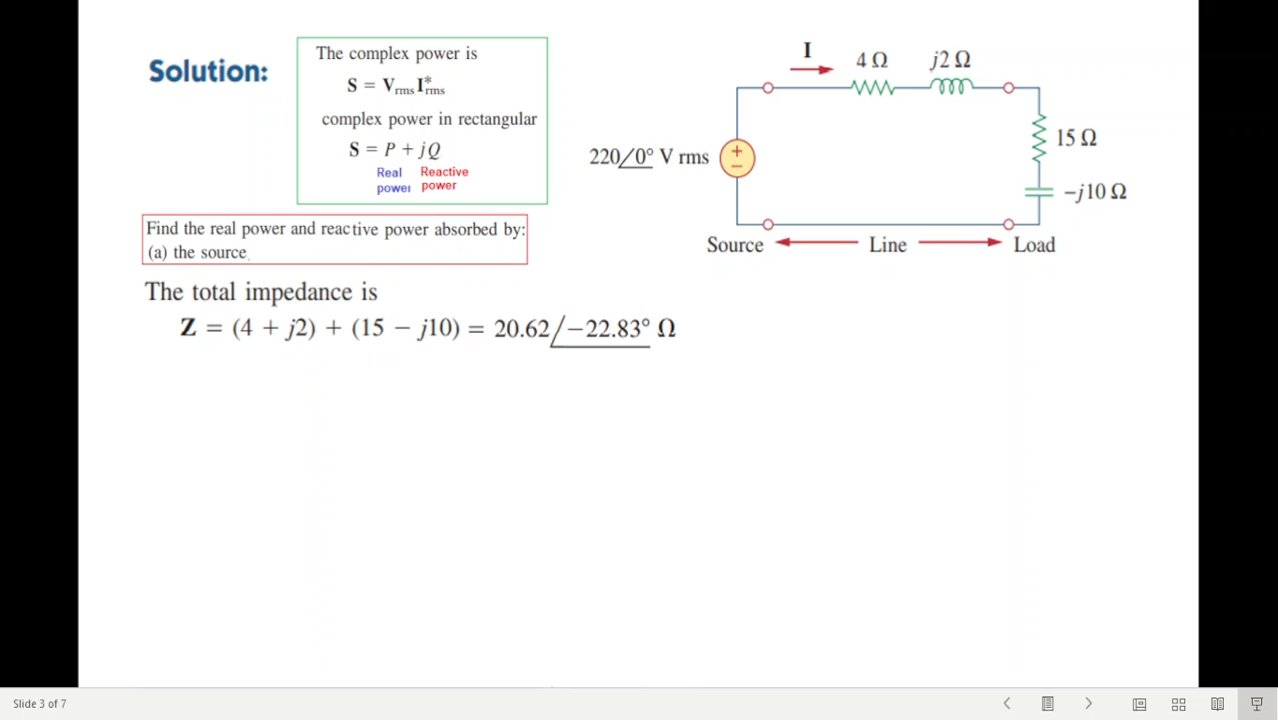 Solution:
The complex power is
S = V_rms I*_rms
complex power in rectangular
S = P + jQ
Real power
Reactive power
Find the real power and reactive power absorbed by:
(a) the source
The total impedance is
Z = (4 + j2) + (15 − j10) = 20.62/−22.83° Ω
I
4 Ω
j2 Ω
15 Ω
−j10 Ω
220/0° V rms
+
−
Source
Line
Load
Slide 3 of 7